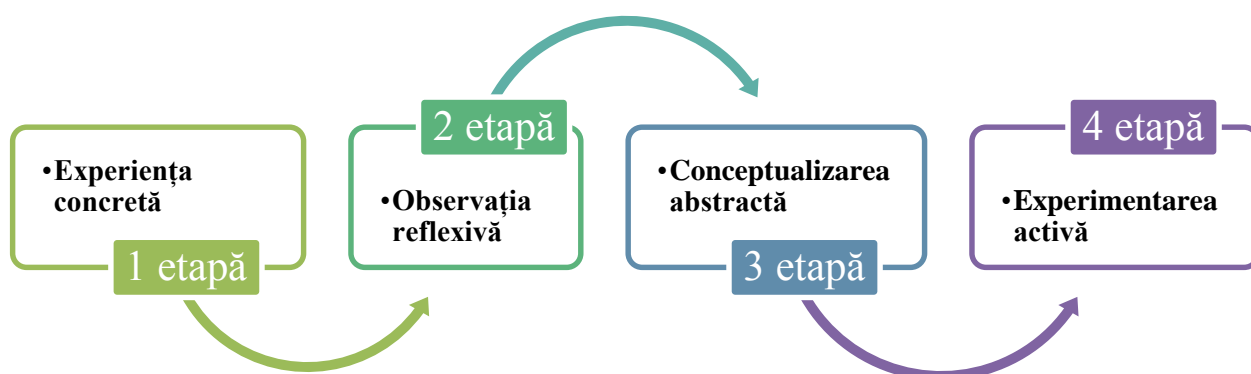 •Experiența
concretă
1 etapă
2 etapă
•Observația
reflexivă
•Conceptualizarea
abstractă
3 etapă
4 etapă
•Experimentarea
activă